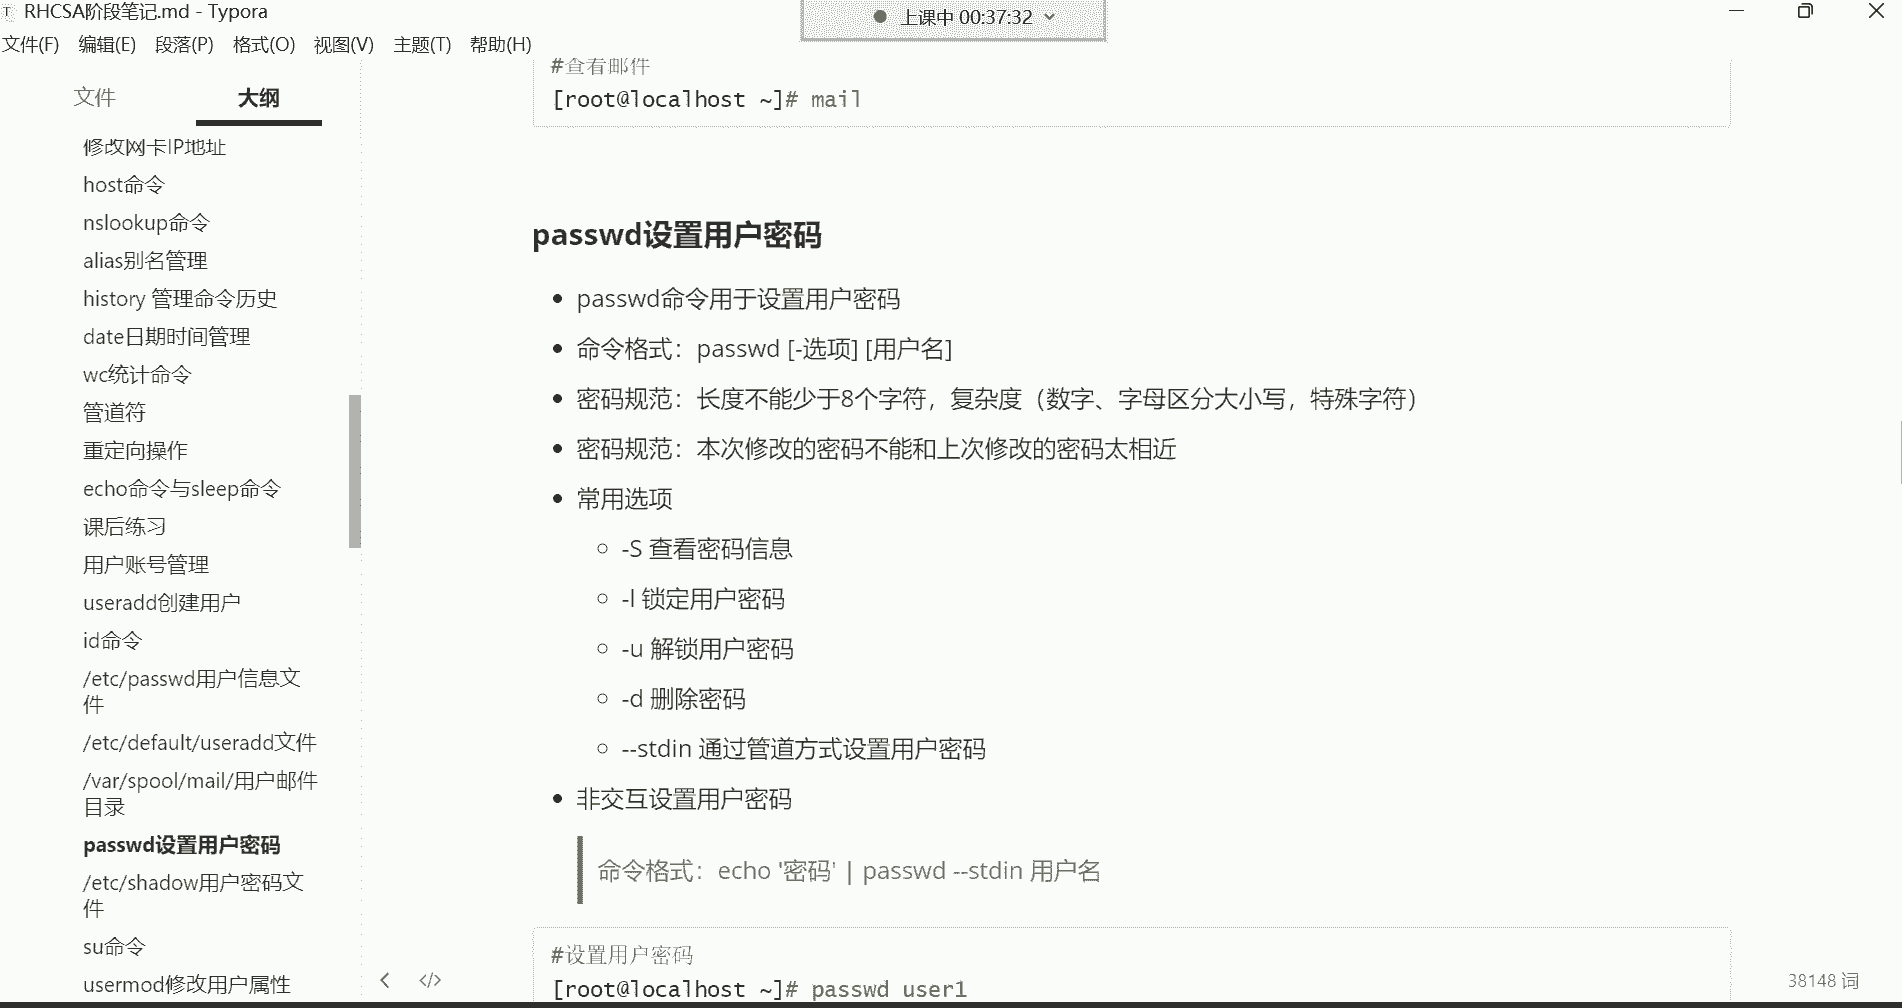 RHCSA阶段笔记.md - Typora
上课中 00:37:32
文件(F) 编辑(E) 段落(P) 格式(O) 视图(V) 主题(T) 帮助(H)
文件 大纲
修改网卡IP地址
host命令
nslookup命令
alias别名管理
history 管理命令历史
date日期时间管理
wc统计命令
管道符
重定向操作
echo命令与sleep命令
课后练习
用户账号管理
useradd创建用户
id命令
/etc/passwd用户信息文
件
/etc/default/useradd文件
/var/spool/mail/用户邮件
目录
passwd设置用户密码
/etc/shadow用户密码文
件
su命令
usermod修改用户属性
#查看邮件
[root@localhost ~]# mail
passwd设置用户密码
passwd命令用于设置用户密码
命令格式：passwd [-选项] [用户名]
密码规范：长度不能少于8个字符，复杂度（数字、字母区分大小写，特殊字符）
密码规范：本次修改的密码不能和上次修改的密码太相近
常用选项
-S 查看密码信息
-l 锁定用户密码
-u 解锁用户密码
-d 删除密码
--stdin 通过管道方式设置用户密码
非交互设置用户密码
命令格式：echo '密码' | passwd --stdin 用户名
#设置用户密码
[root@localhost ~]# passwd user1
38148 词